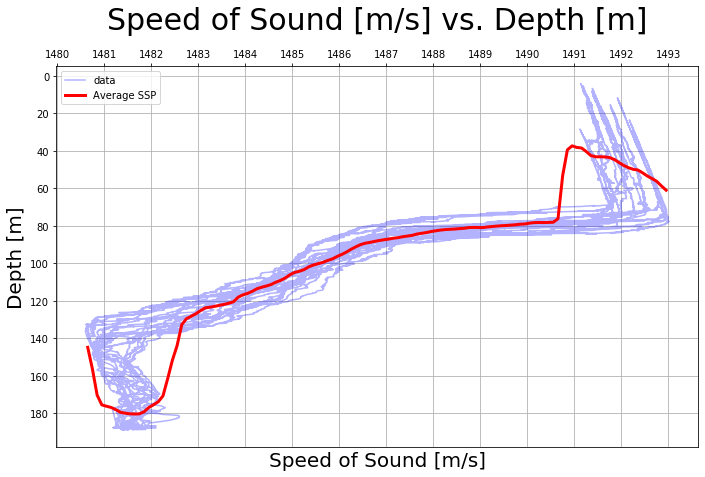 Speed of Sound [m/s] vs. Depth [m]
1480 1481 1482 1483 1484 1485 1486 1487 1488 1489 1490 1491 1492 1493
data
Average SSP
0
20
40
60
80
100
120
140
160
180
Depth [m]
Speed of Sound [m/s]